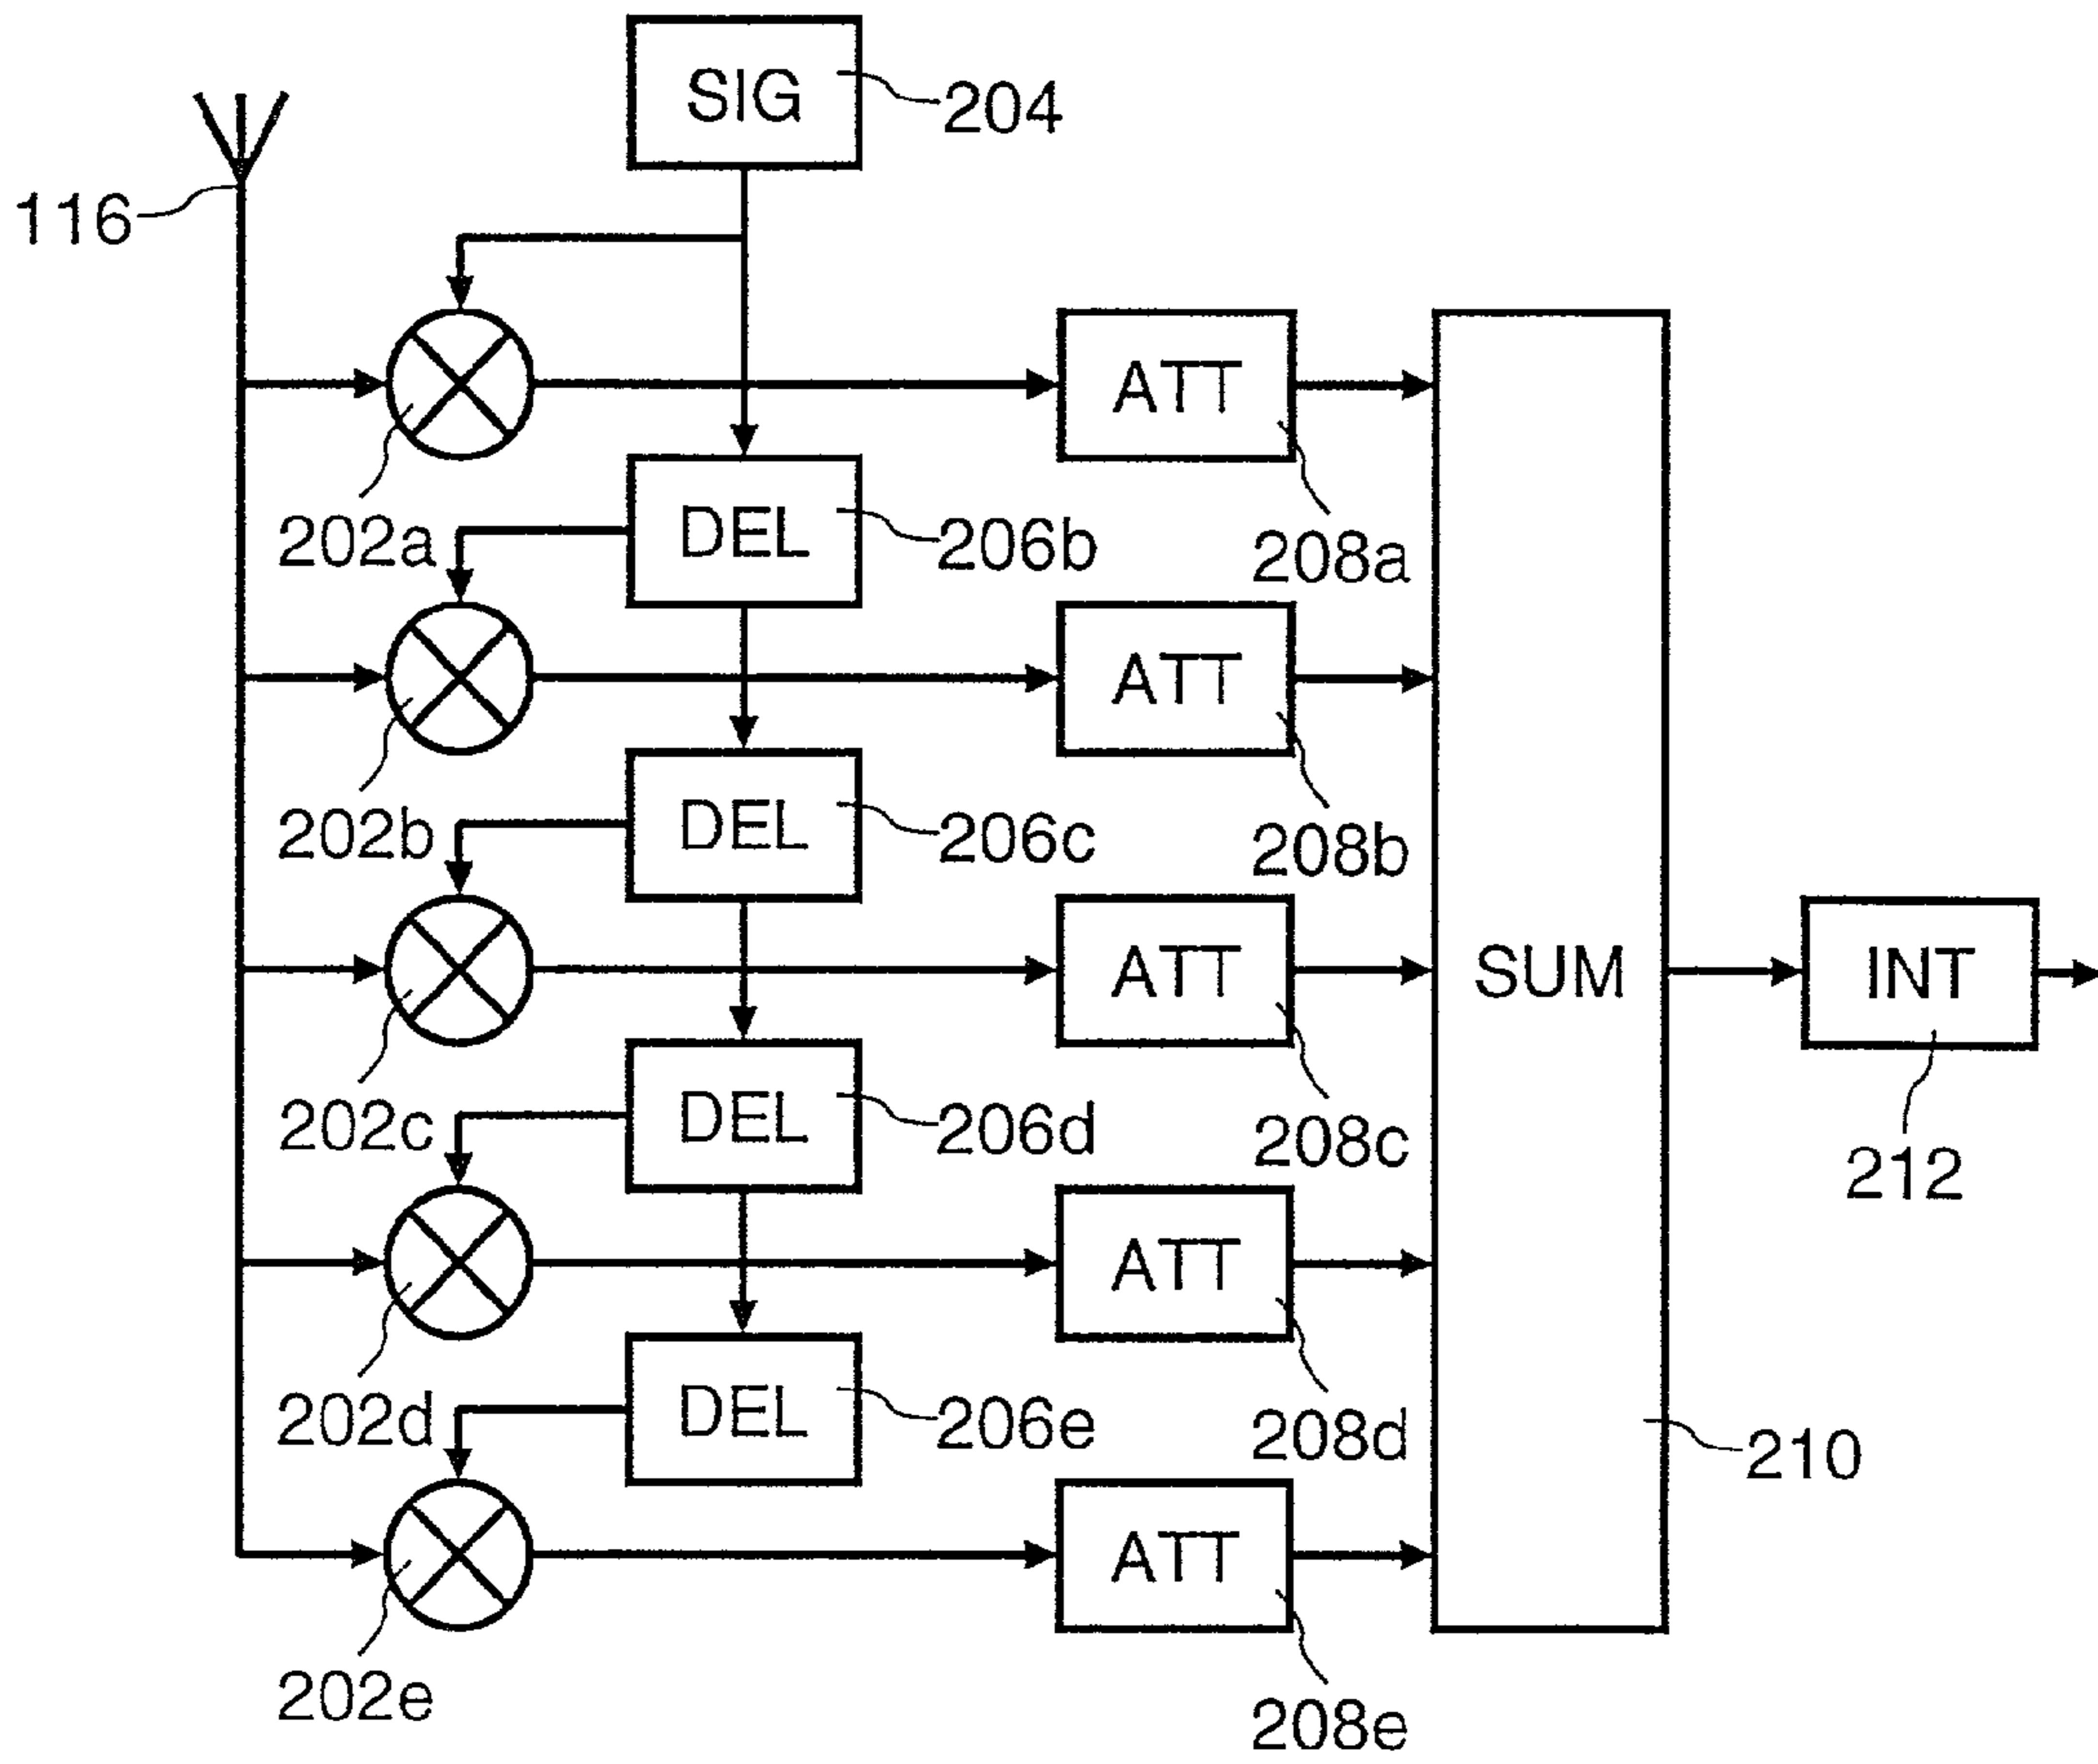 SIG
204
116
ATT
202a
DEL
206b
208a
ATT
202b
DEL
206c
208b
ATT
SUM
INT
202c
DEL
206d
208c
212
ATT
202d
DEL
206e
208d
210
ATT
202e
208e